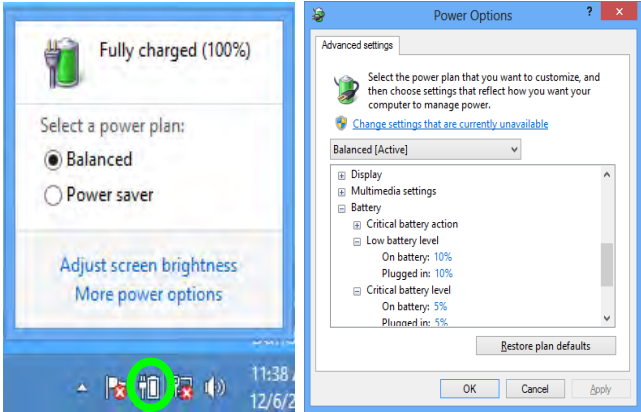 Fully charged (100%)
Select a power plan:
Balanced
Power saver
Adjust screen brightness
More power options
11:38
12/6/2
Power Options
?
Advanced settings
Select the power plan that you want to customize, and
then choose settings that reflect how you want your
computer to manage power.
Change settings that are currently unavailable
Balanced [Active]
Display
Multimedia settings
Battery
Critical battery action
Low battery level
On battery: 10%
Plugged in: 10%
Critical battery level
On battery: 5%
Plugged in: 5%
Restore plan defaults
OK
Cancel
Apply